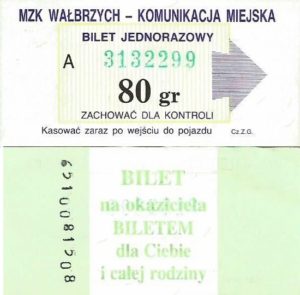 MZK WAŁBRZYCH – KOMUNIKACJA MIEJSKA
BILET JEDNORAZOWY
A 3132299
80 gr
ZACHOWAĆ DLA KONTROLI
Kasować zaraz po wejściu do pojazdu Cz.Z.G.
BILET
na okaziciela
BILETEM
dla Ciebie
i całej rodziny